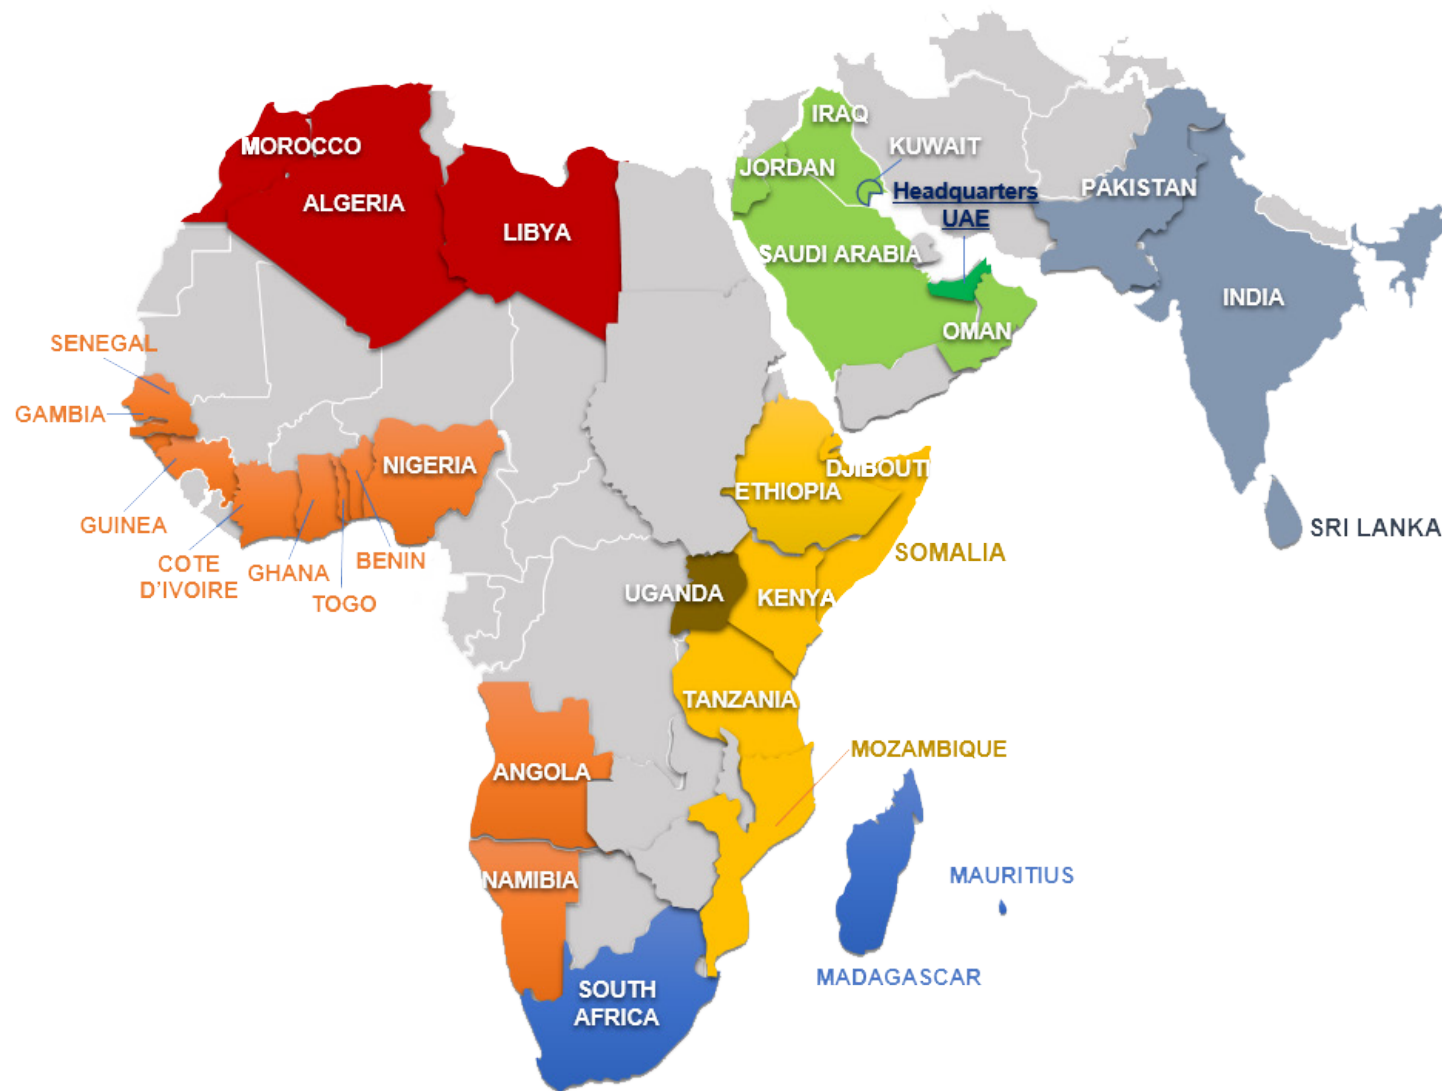 MOROCCO
ALGERIA
LIBYA
IRAQ
KUWAIT
JORDAN
Headquarters
UAE
SAUDI ARABIA
OMAN
PAKISTAN
INDIA
SRI LANKA
SENEGAL
GAMBIA
GUINEA
COTE
D'IVOIRE
GHANA
TOGO
BENIN
NIGERIA
DJIBOUTI
ETHIOPIA
SOMALIA
UGANDA
KENYA
TANZANIA
MOZAMBIQUE
ANGOLA
NAMIBIA
MAURITIUS
MADAGASCAR
SOUTH
AFRICA